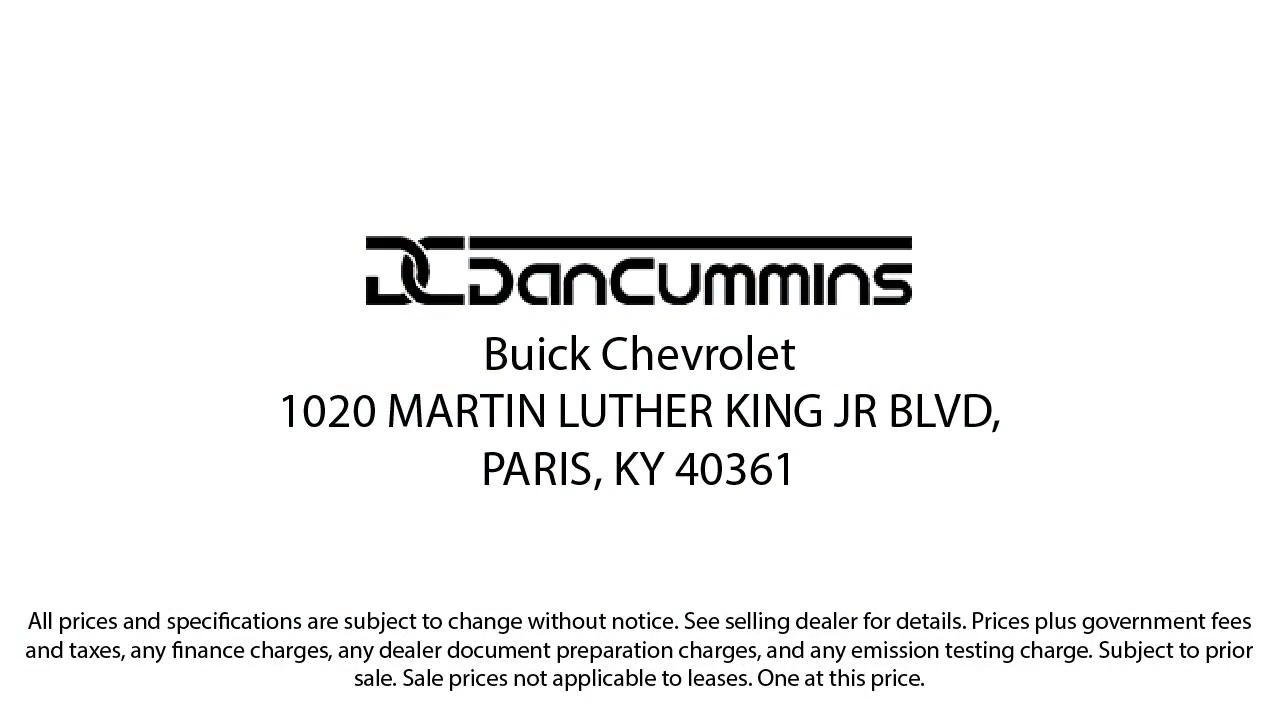 DC DanCummins
Buick Chevrolet
1020 MARTIN LUTHER KING JR BLVD,
PARIS, KY 40361
All prices and specifications are subject to change without notice. See selling dealer for details. Prices plus government fees
and taxes, any finance charges, any dealer document preparation charges, and any emission testing charge. Subject to prior
sale. Sale prices not applicable to leases. One at this price.